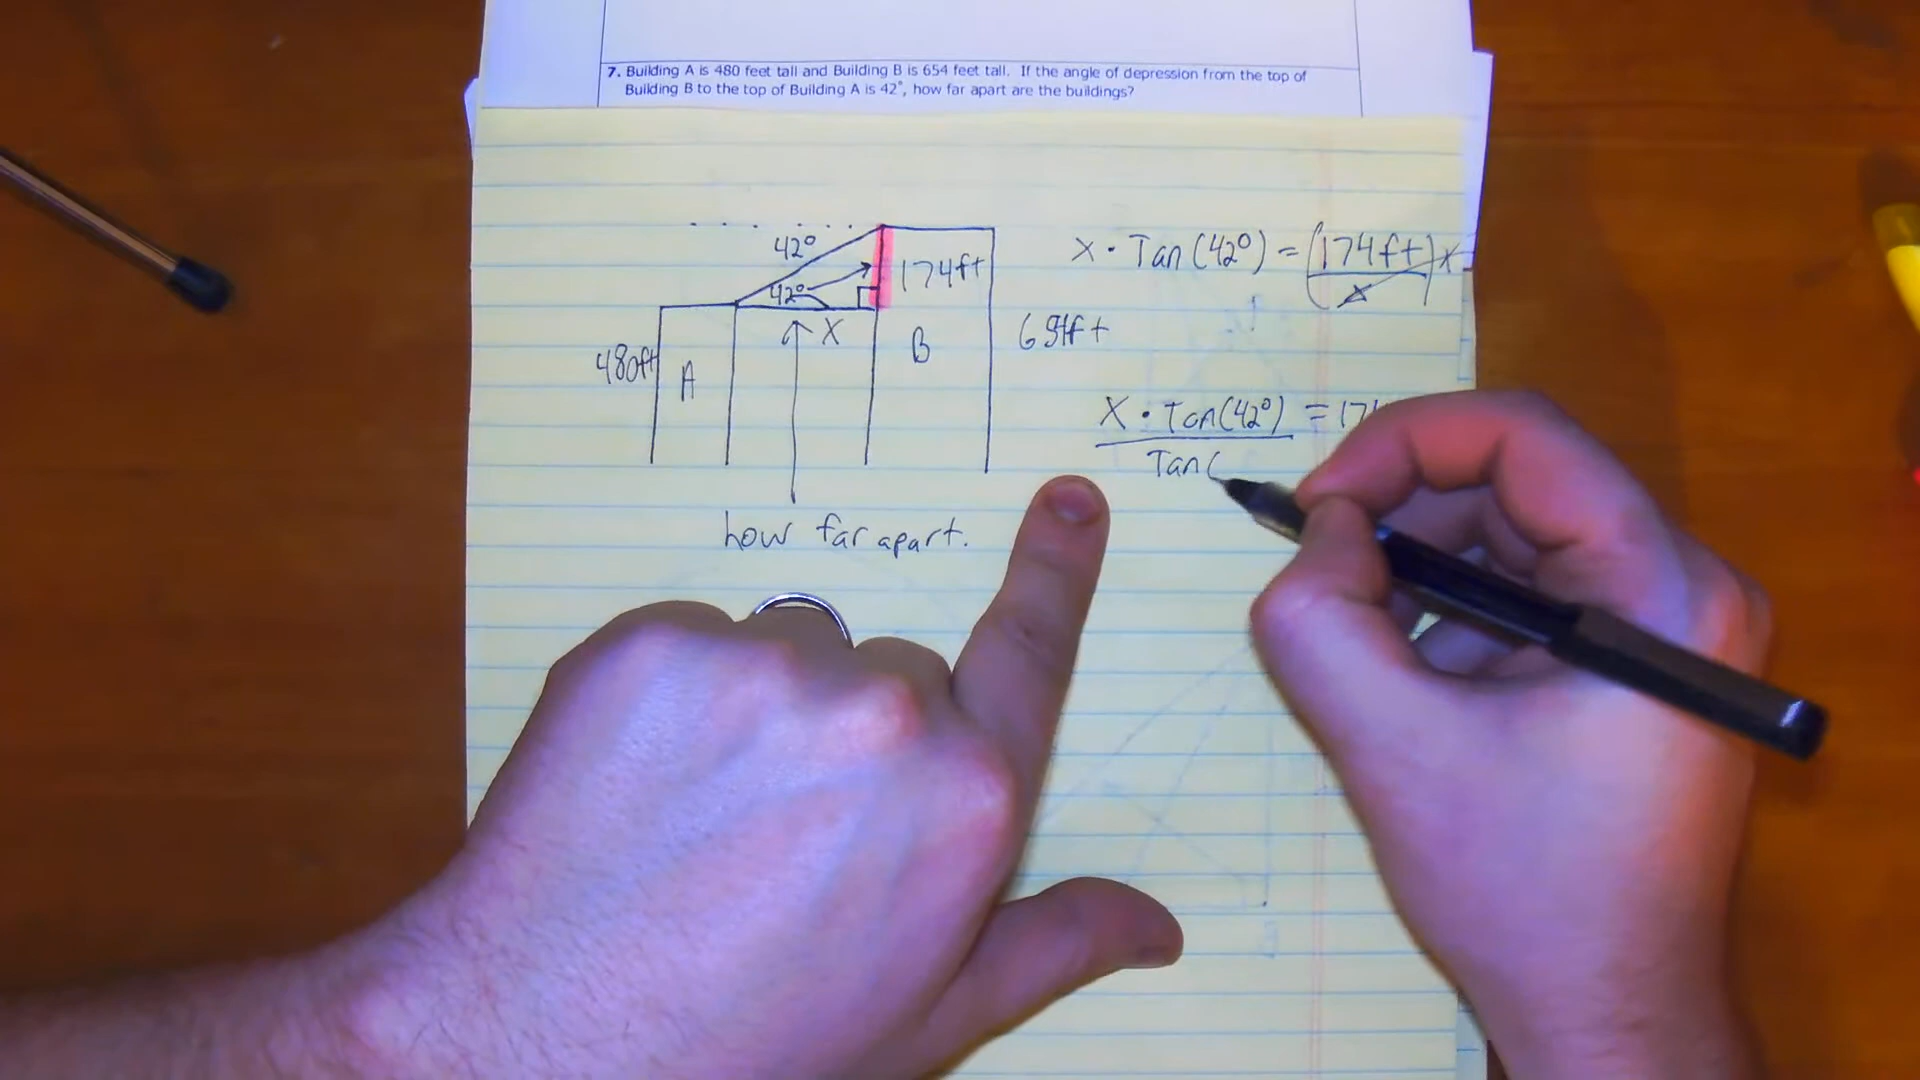 7. Building A is 480 feet tall and Building B is 654 feet tall. If the angle of depression from the top of
Building B to the top of Building A is 42°, how far apart are the buildings?
42°
X · Tan (42°) = (174ft) x
x
174ft
42°
X
480ft
A
B
654ft
X · Tan(42°) = 17
Tan(
how far apart.